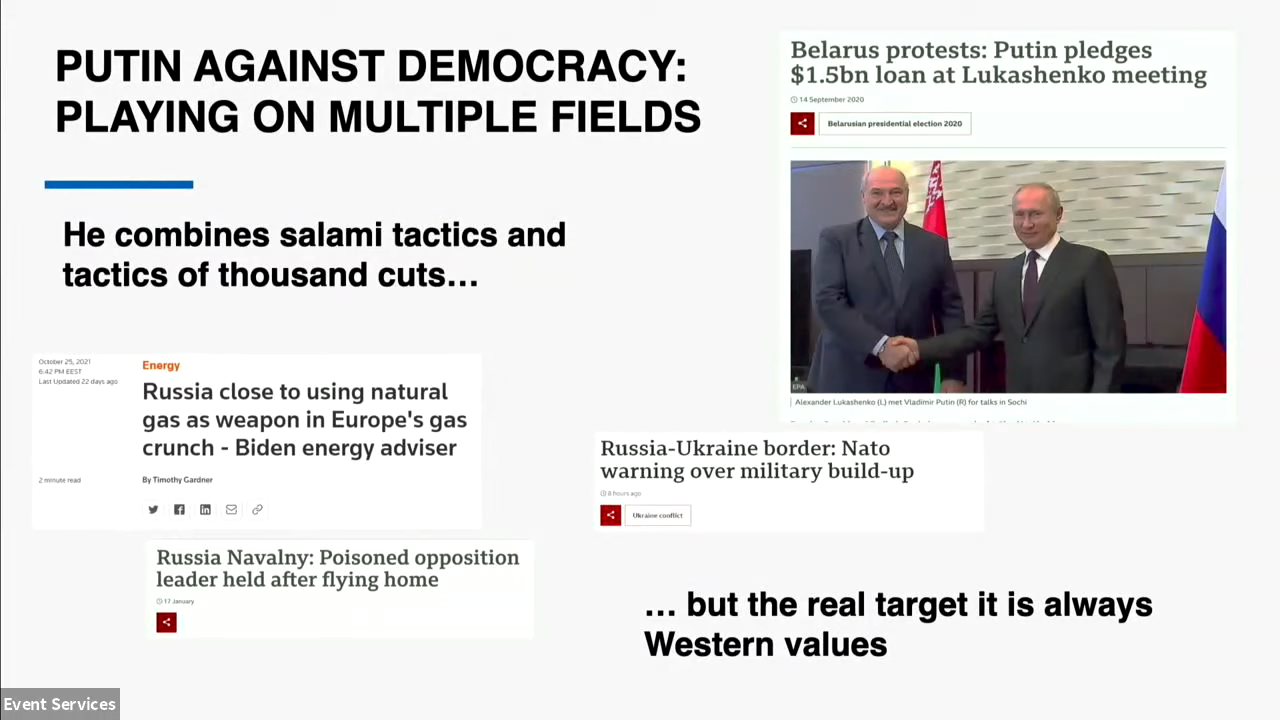 PUTIN AGAINST DEMOCRACY:
PLAYING ON MULTIPLE FIELDS
He combines salami tactics and
tactics of thousand cuts…
Belarus protests: Putin pledges
$1.5bn loan at Lukashenko meeting
14 September 2020
Belarusian presidential election 2020
EPA
Alexander Lukashenko (L) met Vladimir Putin (R) for talks in Sochi
October 25, 2021
6:42 PM EEST
Last Updated 22 days ago
Energy
Russia close to using natural
gas as weapon in Europe's gas
crunch - Biden energy adviser
2 minute read
By Timothy Gardner
Russia-Ukraine border: Nato
warning over military build-up
8 hours ago
Ukraine conflict
Russia Navalny: Poisoned opposition
leader held after flying home
17 January
… but the real target it is always
Western values
Event Services